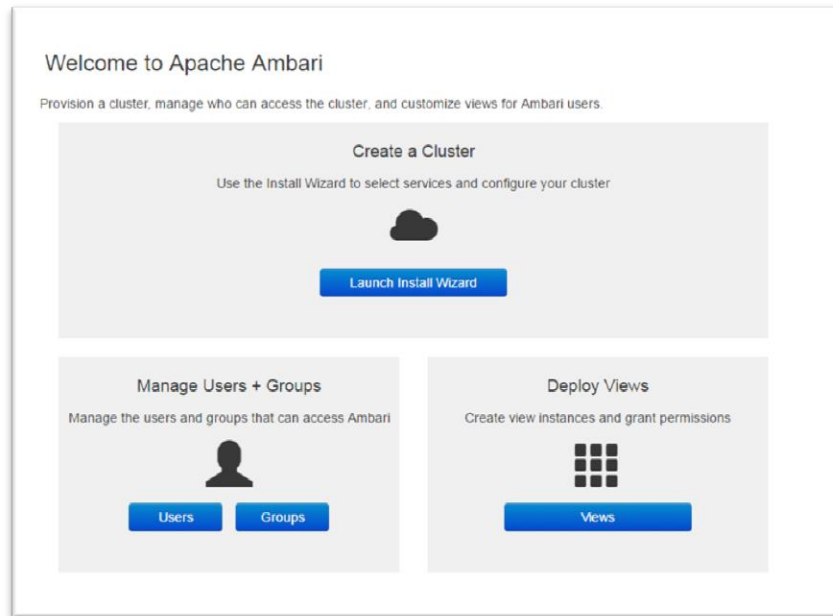 Welcome to Apache Ambari
Provision a cluster, manage who can access the cluster, and customize views for Ambari users.
Create a Cluster
Use the Install Wizard to select services and configure your cluster
Launch Install Wizard
Manage Users + Groups
Manage the users and groups that can access Ambari
Users
Groups
Deploy Views
Create view instances and grant permissions
Views